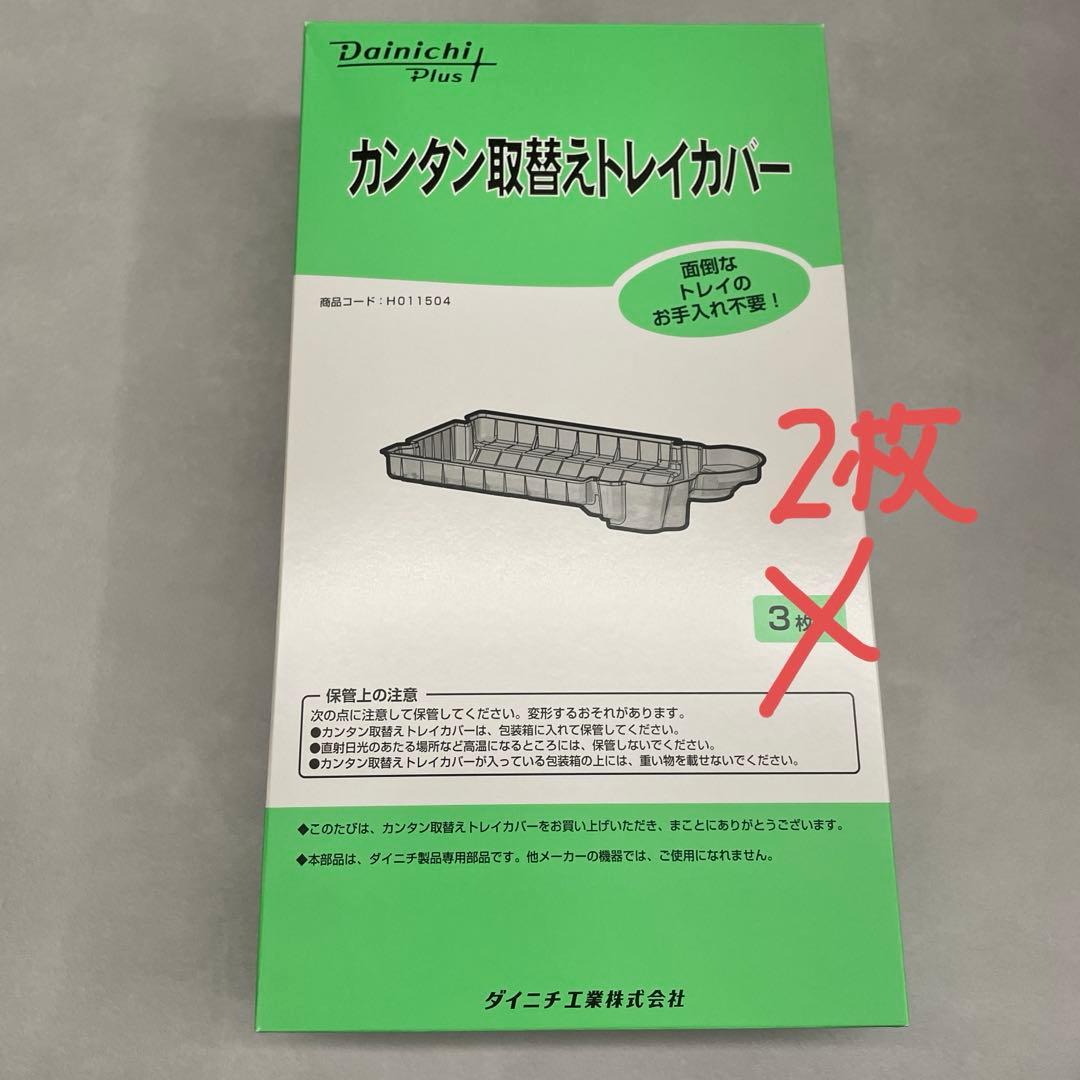 Dainichi
Plus
カンタン取替えトレイカバー
面倒な
トレイの
お手入れ不要！
商品コード：H011504
2枚
3枚
保管上の注意
次の点に注意して保管してください。変形するおそれがあります。
●カンタン取替えトレイカバーは、包装箱に入れて保管してください。
●直射日光のあたる場所など高温になるところには、保管しないでください。
●カンタン取替えトレイカバーが入っている包装箱の上には、重い物を載せないでください。
◆このたびは、カンタン取替えトレイカバーをお買い上げいただき、まことにありがとうございます。
◆本部品は、ダイニチ製品専用部品です。他メーカーの機器では、ご使用になれません。
ダイニチ工業株式会社